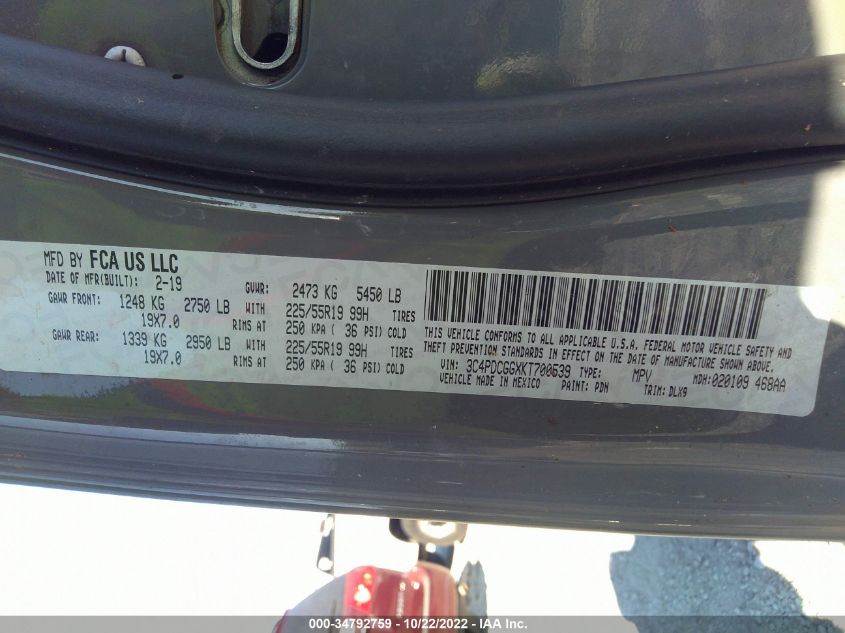 MFD BY FCA US LLC
DATE OF MFR(BUILT): 2-19 GVWR: 2473 KG 5450 LB
GAWR FRONT: 1248 KG 2750 LB WITH 225/55R19 99H TIRES
19X7.0 RIMS AT 250 KPA ( 36 PSI) COLD
GAWR REAR: 1339 KG 2950 LB WITH 225/55R19 99H TIRES
19X7.0 RIMS AT 250 KPA ( 36 PSI) COLD
THIS VEHICLE CONFORMS TO ALL APPLICABLE U.S.A. FEDERAL MOTOR VEHICLE SAFETY AND
THEFT PREVENTION STANDARDS IN EFFECT ON THE DATE OF MANUFACTURE SHOWN ABOVE.
VIN: 3C4PDCGGXKT700539 TYPE: MPV MDH: 020109 468AA
VEHICLE MADE IN MEXICO PAINT: PDN TRIM: DLX9
000-34792759 - 10/22/2022 - IAA Inc.